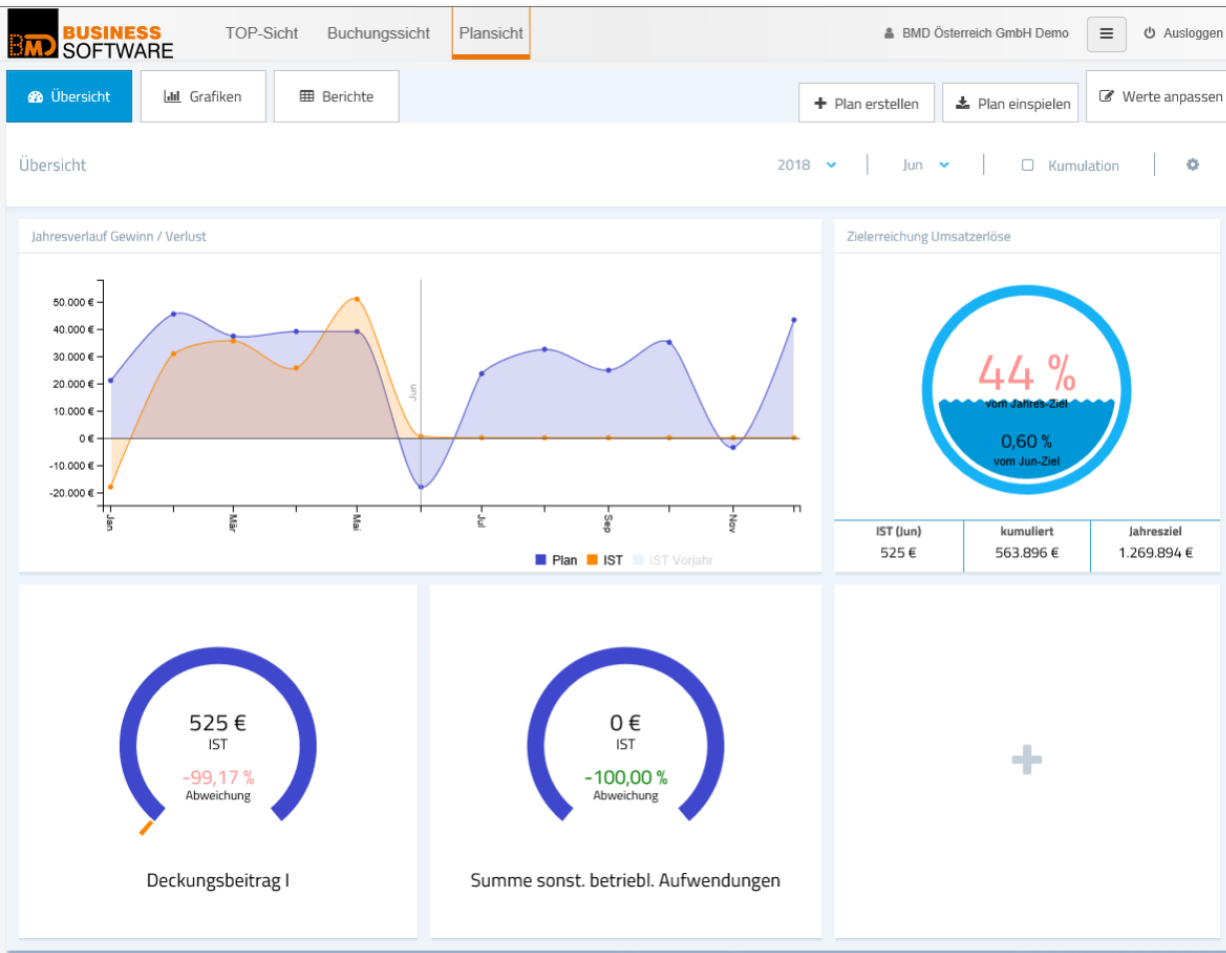 BMD BUSINESS SOFTWARE
TOP-Sicht Buchungssicht Plansicht
BMD Österreich GmbH Demo
Ausloggen
Übersicht
Grafiken
Berichte
Plan erstellen
Plan einspielen
Werte anpassen
Übersicht
2018
Jun
Kumulation
Jahresverlauf Gewinn / Verlust
50.000 €
40.000 €
30.000 €
20.000 €
10.000 €
0 €
-10.000 €
-20.000 €
Jun
Jan
Mär
Mai
Jul
Sep
Nov
Plan
IST
IST Vorjahr
Zielerreichung Umsatzerlöse
44 %
vom Jahres-Ziel
0,60 %
vom Jun-Ziel
IST (Jun) kumuliert Jahresziel
525 € 563.896 € 1.269.894 €
525 €
IST
-99,17 %
Abweichung
Deckungsbeitrag I
0 €
IST
-100,00 %
Abweichung
Summe sonst. betriebl. Aufwendungen